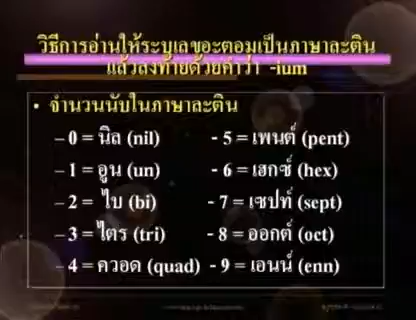 วิธีการอ่านให้ระบุเลขอะตอมเป็นภาษาละติน
แล้วลงท้ายด้วยคำว่า -ium
• จำนวนนับในภาษาละติน
– 0 = นิล (nil) - 5 = เพนต์ (pent)
– 1 = อูน (un) - 6 = เฮกซ์ (hex)
– 2 = ไบ (bi) - 7 = เซปท์ (sept)
– 3 = ไตร (tri) - 8 = ออกต์ (oct)
– 4 = ควอด (quad) - 9 = เอนน์ (enn)